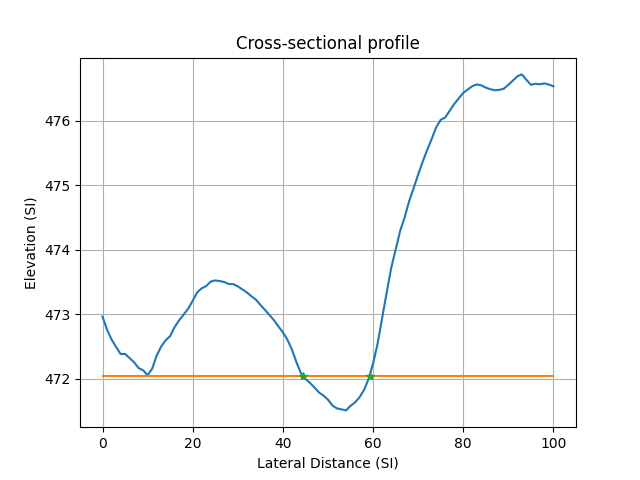 Cross-sectional profile
Elevation (SI)
476
475
474
473
472
0 20 40 60 80 100
Lateral Distance (SI)